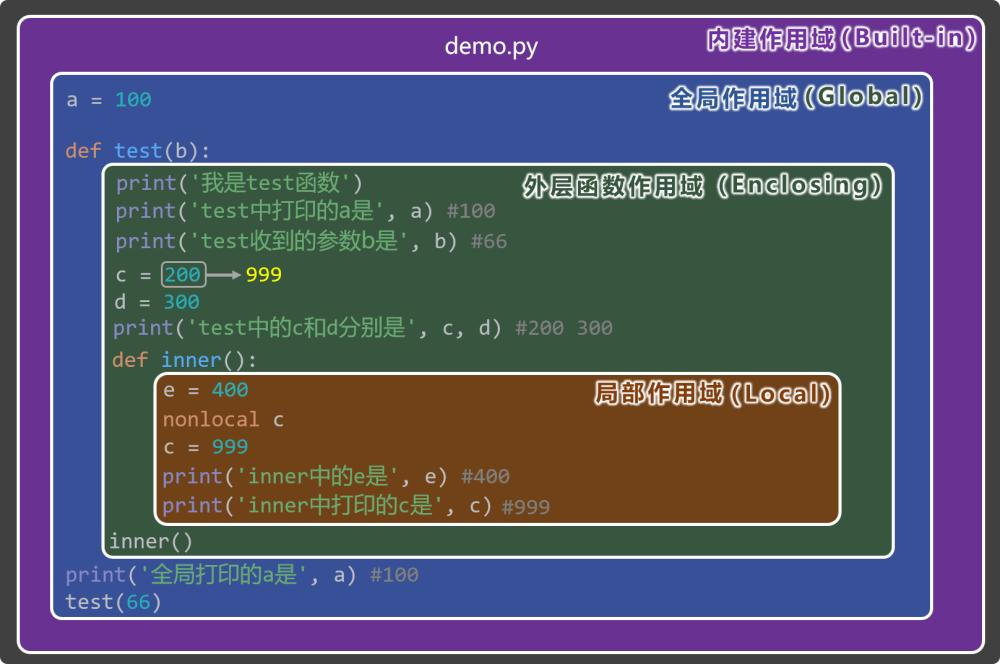 demo.py
内建作用域(Built-in)
全局作用域(Global)
a = 100
def test(b):
外层函数作用域 (Enclosing)
print('我是test函数')
print('test中打印的a是', a) #100
print('test收到的参数b是', b) #66
c = 200 999
d = 300
print('test中的c和d分别是', c, d) #200 300
def inner():
局部作用域(Local)
e = 400
nonlocal c
c = 999
print('inner中的e是', e) #400
print('inner中打印的c是', c) #999
inner()
print('全局打印的a是', a) #100
test(66)